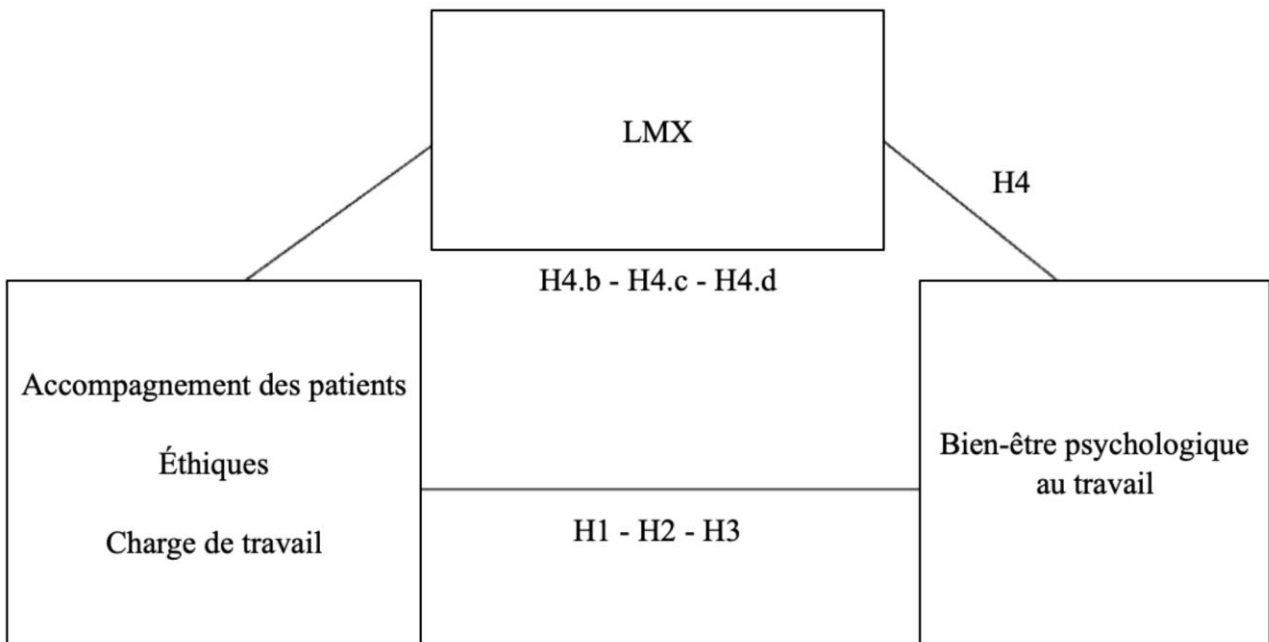 LMX
H4
H4.b - H4.c - H4.d
Accompagnement des patients
Éthiques
Charge de travail
Bien-être psychologique
au travail
H1 - H2 - H3